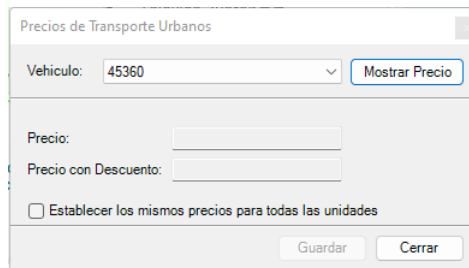 Precios de Transporte Urbanos
Vehiculo: 45360 Mostrar Precio
Precio:
Precio con Descuento:
Establecer los mismos precios para todas las unidades
Guardar Cerrar